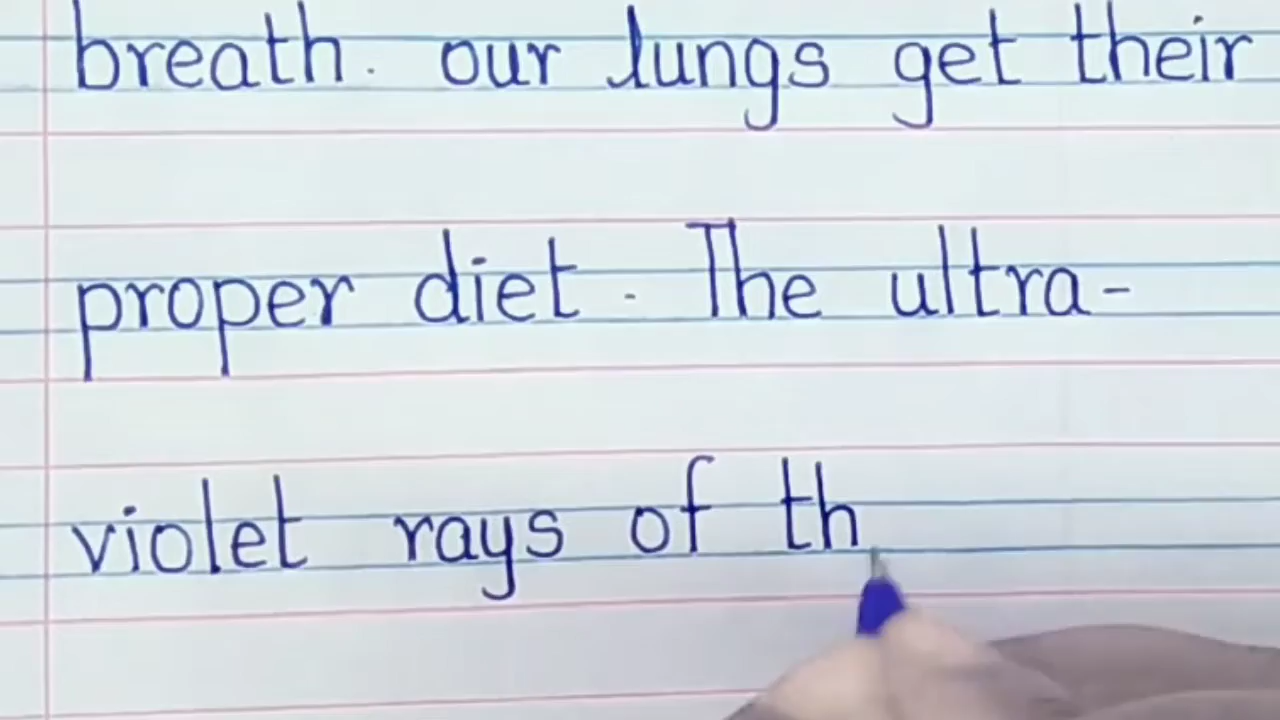 breath. our lungs get their
proper diet. The ultra-
violet rays of th